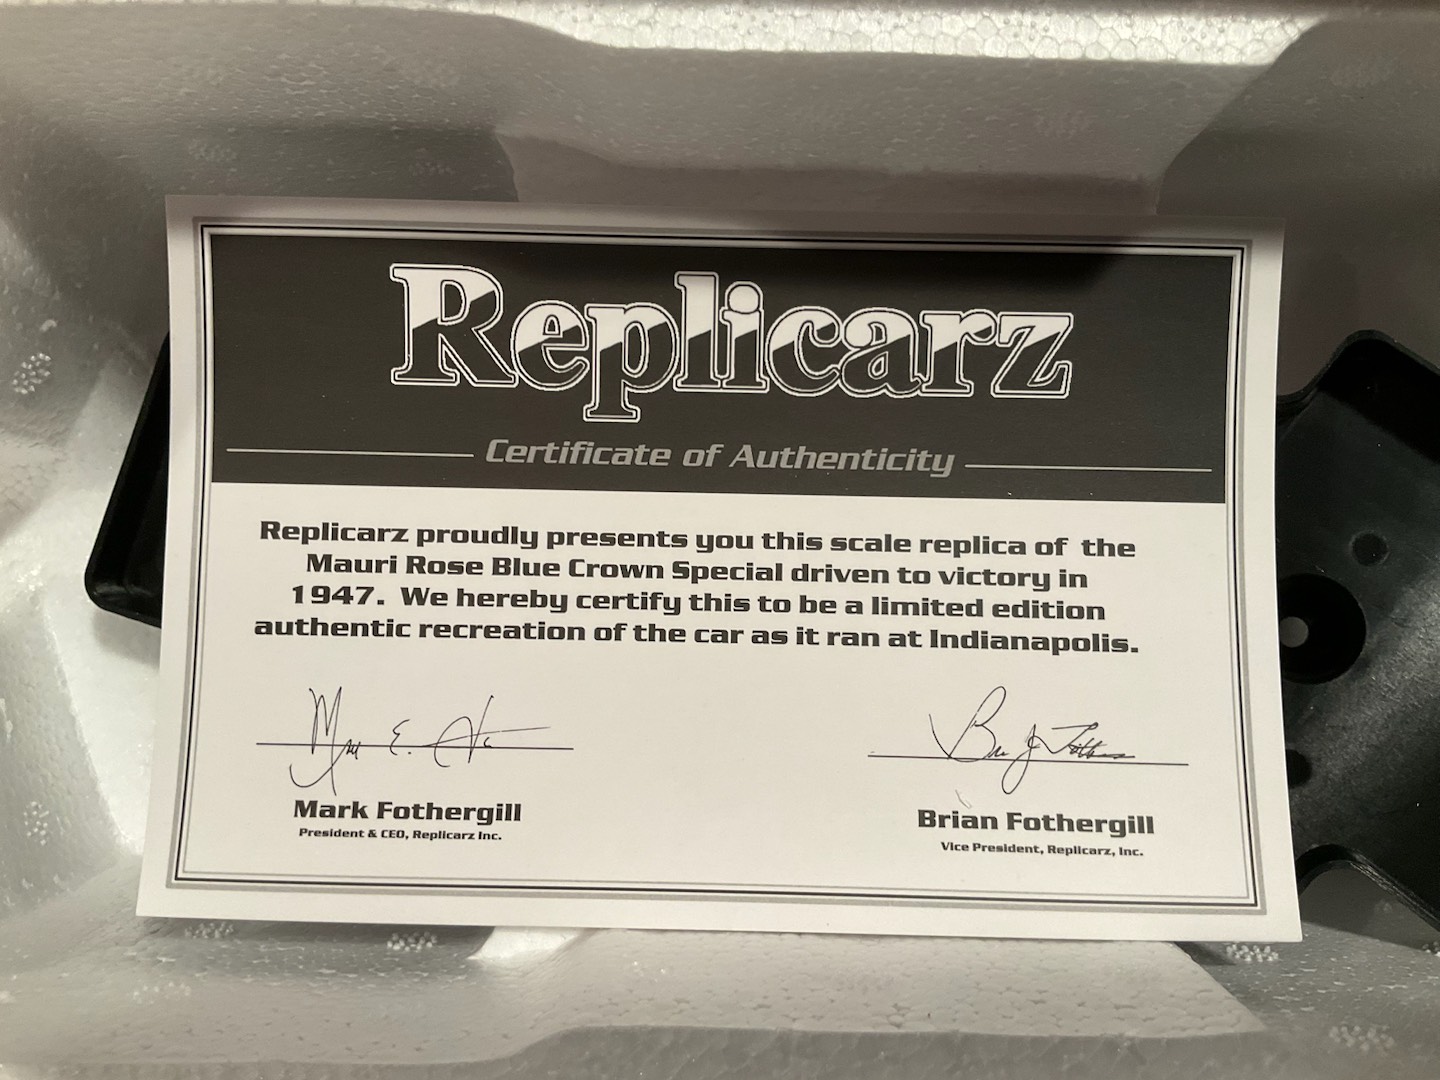 Replicarz
Certificate of Authenticity
Replicarz proudly presents you this scale replica of the
Mauri Rose Blue Crown Special driven to victory in
1947. We hereby certify this to be a limited edition
authentic recreation of the car as it ran at Indianapolis.
Mark Fothergill
President & CEO, Replicarz Inc.
Brian Fothergill
Vice President, Replicarz, Inc.